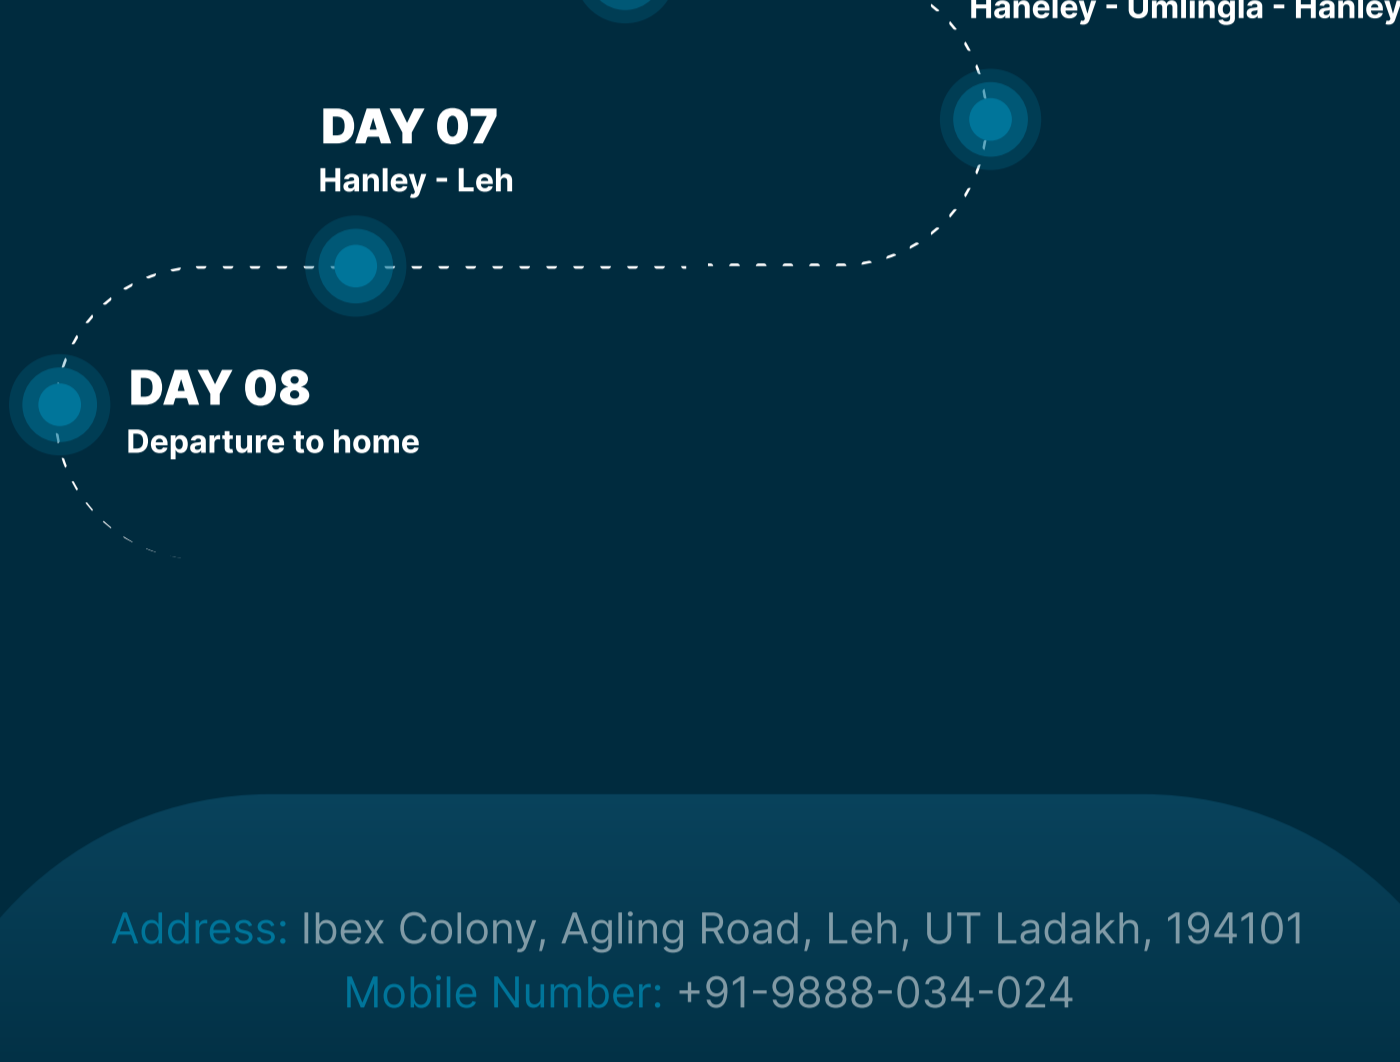 Haneley - Umlingla - Hanley
DAY 07
Hanley - Leh
DAY 08
Departure to home
Address: Ibex Colony, Agling Road, Leh, UT Ladakh, 194101
Mobile Number: +91-9888-034-024